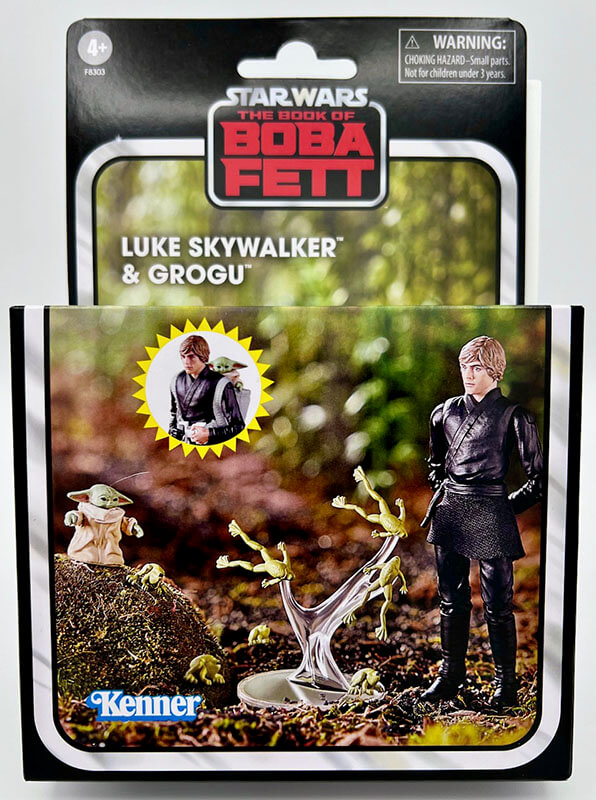 4+
F8303
WARNING:
CHOKING HAZARD–Small parts.
Not for children under 3 years.
STAR WARS
THE BOOK OF
BOBA
FETT
LUKE SKYWALKER™
& GROGU™
Kenner